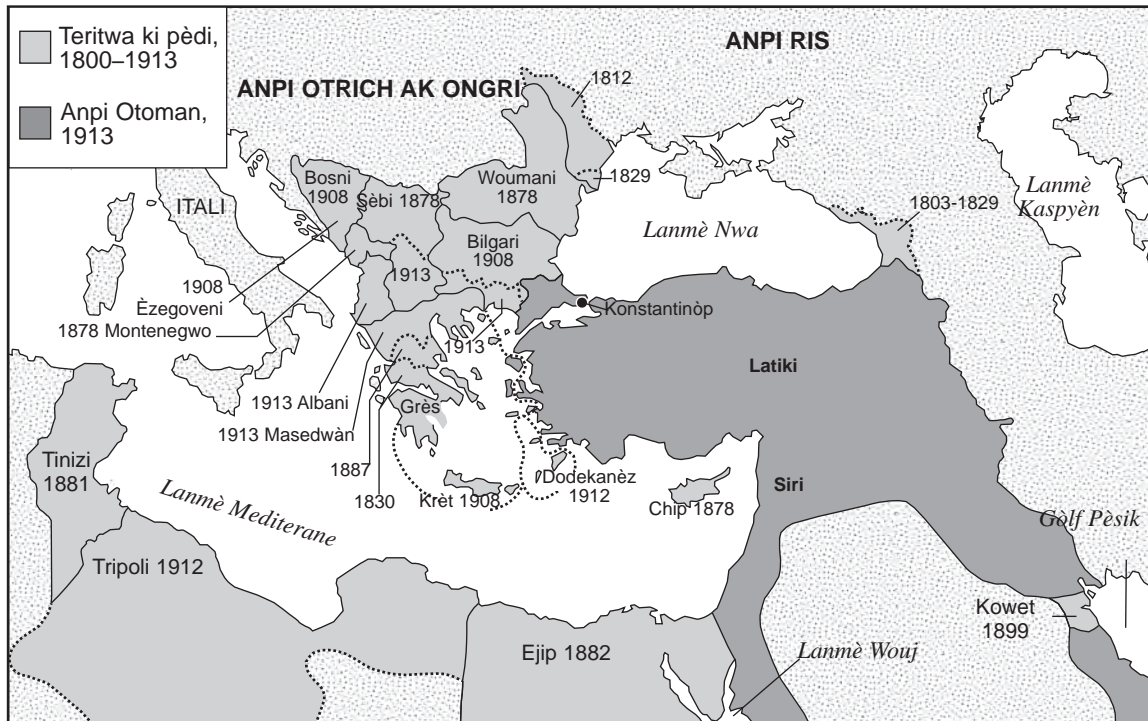 Teritwa ki pèdi,
1800–1913
Anpi Otoman,
1913
ANPI RIS
ANPI OTRICH AK ONGRI
1812
1829
Bosni
1908
Sèbi 1878
Woumani
1878
ITALI
Lanmè Nwa
1803-1829
Lanmè
Kaspyèn
Bilgari
1908
1913
1908
Èzegoveni
1878 Montenegwo
Konstantinòp
1913
Latiki
1913 Albani
1913 Masedwàn
Grès
1887
1830
Tinizi
1881
Lanmè Mediterane
Krèt 1908
Dodekanèz
1912
Chip 1878
Siri
Gòlf Pèsik
Tripoli 1912
Ejip 1882
Lanmè Wouj
Kowet
1899